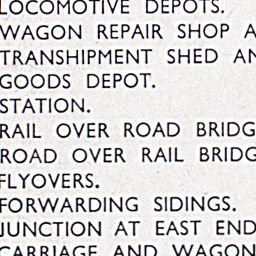 LOCOMOTIVE DEPOTS.
WAGON REPAIR SHOP A
TRANSHIPMENT SHED AN
GOODS DEPOT.
STATION.
RAIL OVER ROAD BRIDG
ROAD OVER RAIL BRIDG
FLYOVERS.
FORWARDING SIDINGS.
JUNCTION AT EAST END
CARRIAGE AND WAGON